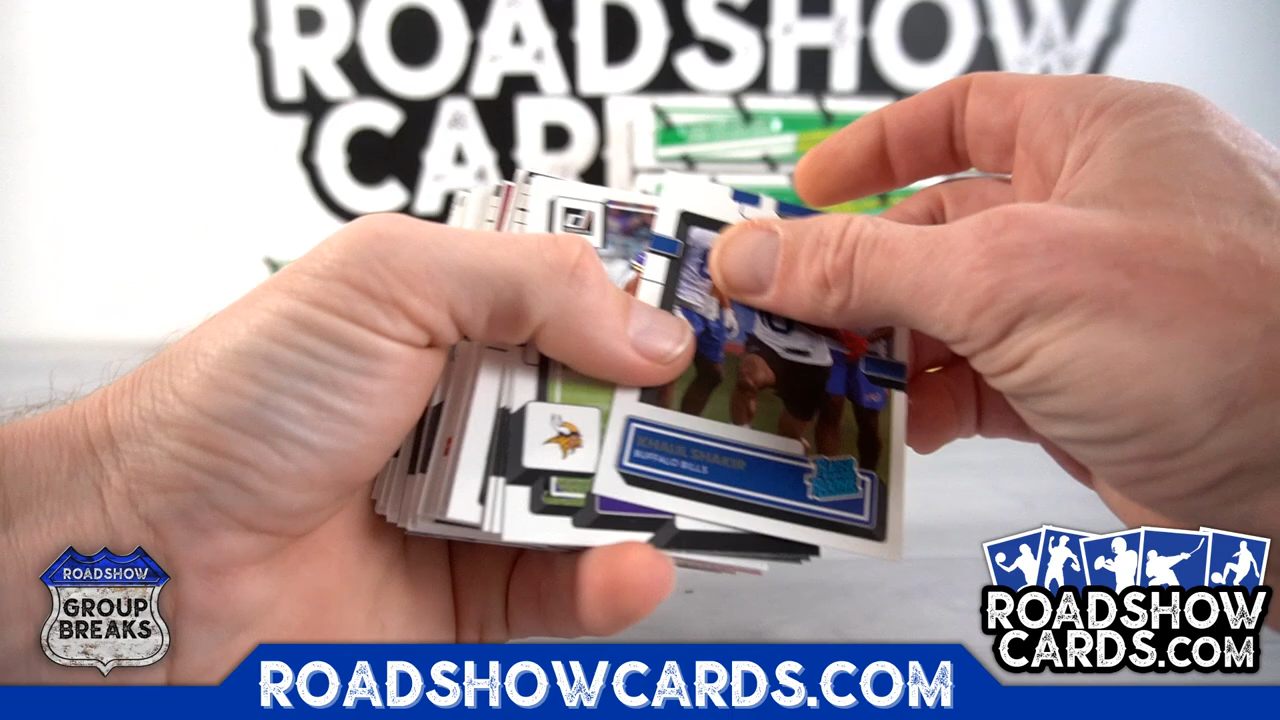 ROADSHOW
CAR
KHALIL SHAKIR
BUFFALO BILLS
ROADSHOW
GROUP
BREAKS
ROADSHOW
CARDS.COM
ROADSHOWCARDS.COM